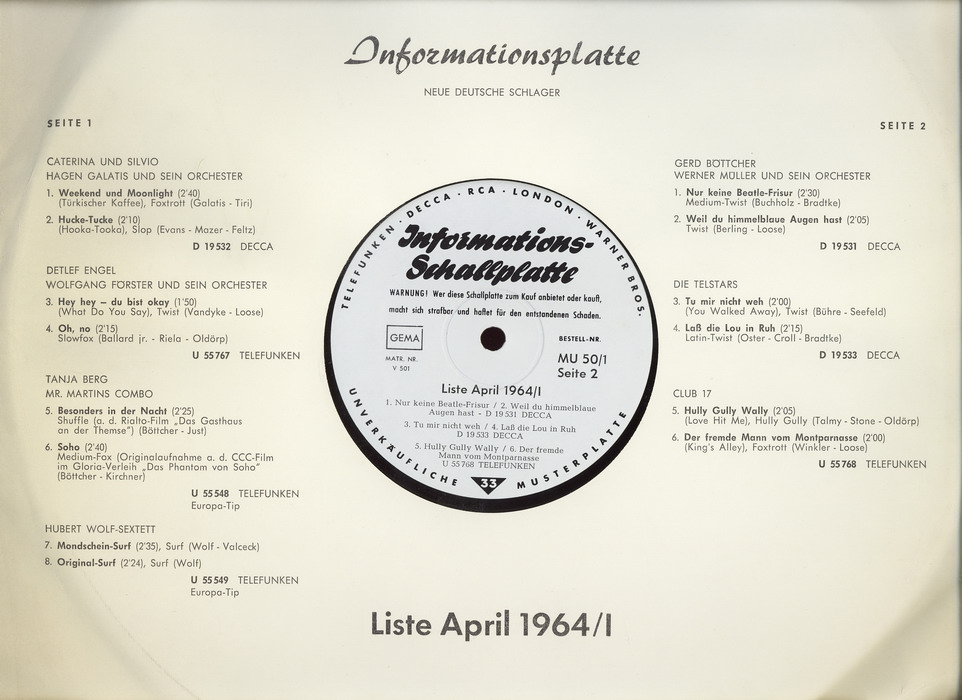 Informationsplatte
NEUE DEUTSCHE SCHLAGER
SEITE 1
CATERINA UND SILVIO
HAGEN GALATIS UND SEIN ORCHESTER
1. Weekend und Moonlight (2'40)
(Türkischer Kaffee), Foxtrott (Galatis - Tiri)
2. Hucke-Tucke (2'10)
(Hooka-Tooka), Slop (Evans - Mazer - Feltz)
D 19532 DECCA
DETLEF ENGEL
WOLFGANG FÖRSTER UND SEIN ORCHESTER
3. Hey hey – du bist okay (1'50)
(What Do You Say), Twist (Vandyke - Loose)
4. Oh, no (2'15)
Slowfox (Ballard jr. - Riela - Oldörp)
U 55767 TELEFUNKEN
TANJA BERG
MR. MARTINS COMBO
5. Besonders in der Nacht (2'25)
Shuffle (a. d. Rialto-Film „Das Gasthaus
an der Themse") (Böttcher - Just)
6. Soho (2'40)
Medium-Fox (Originalaufnahme a. d. CCC-Film
im Gloria-Verleih „Das Phantom von Soho"
(Böttcher - Kirchner)
U 55548 TELEFUNKEN
Europa-Tip
HUBERT WOLF-SEXTETT
7. Mondschein-Surf (2'35), Surf (Wolf - Valceck)
8. Original-Surf (2'24), Surf (Wolf)
U 55549 TELEFUNKEN
Europa-Tip
TELEFUNKEN · DECCA · RCA · LONDON · WARNER BROS.
Informations-
Schallplatte
WARNUNG! Wer diese Schallplatte zum Kauf anbietet oder kauft,
macht sich strafbar und haftet für den entstandenen Schaden.
GEMA
BESTELL-NR.
MATR. NR.
V 501
MU 50/1
Seite 2
Liste April 1964/I
1. Nur keine Beatle-Frisur / 2. Weil du himmelblaue
Augen hast - D 19 531 DECCA
3. Tu mir nicht weh / 4. Laß die Lou in Ruh
D 19 533 DECCA
5. Hully Gully Wally / 6. Der fremde
Mann vom Montparnasse
U 55 768 TELEFUNKEN
33
UNVERKÄUFLICHE MUSTERPLATTE
SEITE 2
GERD BÖTTCHER
WERNER MÜLLER UND SEIN ORCHESTER
1. Nur keine Beatle-Frisur (2'30)
Medium-Twist (Buchholz - Bradtke)
2. Weil du himmelblaue Augen hast (2'05)
Twist (Berling - Loose)
D 19531 DECCA
DIE TELSTARS
3. Tu mir nicht weh (2'00)
(You Walked Away), Twist (Bühre - Seefeld)
4. Laß die Lou in Ruh (2'15)
Latin-Twist (Oster - Croll - Bradtke)
D 19533 DECCA
CLUB 17
5. Hully Gully Wally (2'05)
(Love Hit Me), Hully Gully (Talmy - Stone - Oldörp)
6. Der fremde Mann vom Montparnasse (2'00)
(King's Alley), Foxtrott (Winkler - Loose)
U 55768 TELEFUNKEN
Liste April 1964/I